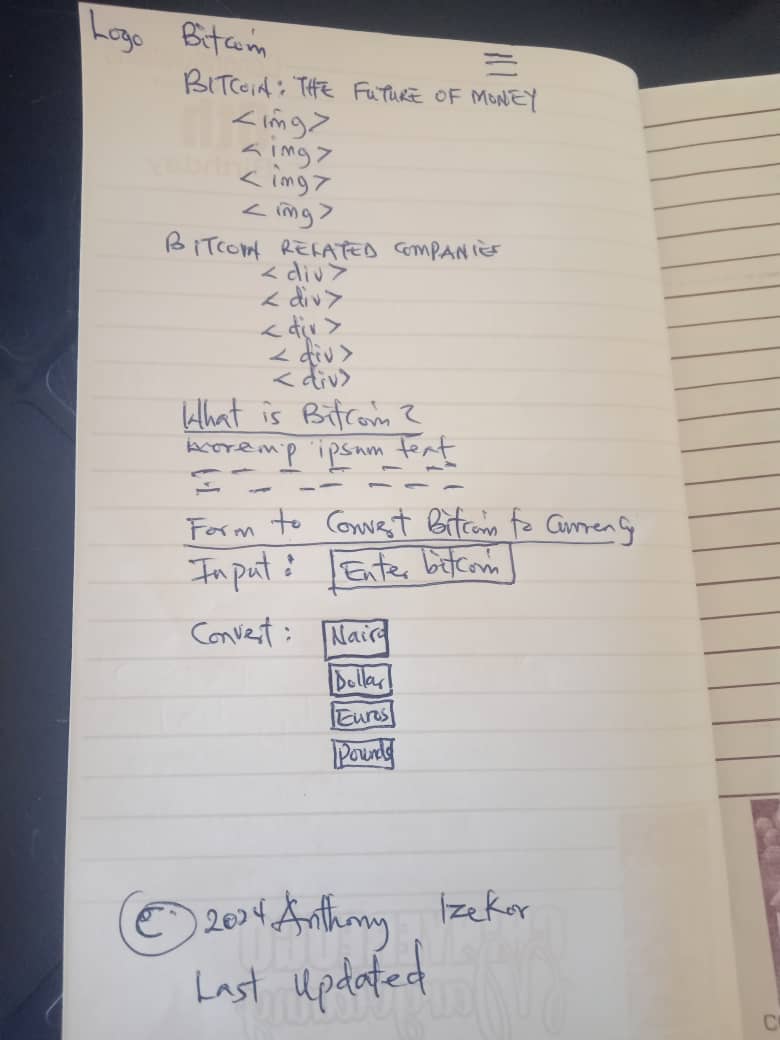 Logo Bitcoin
BITCOIN: THE FUTURE OF MONEY
<img>
<img>
<img>
<img>
BITCOIN RELATED COMPANIES
<div>
<div>
<div>
<div>
<div>
What is Bitcoin?
ipsum text
Form to Convert Bitcoin to Currency
Input: Enter bitcoin
Convert: Naira
Dollar
Euros
Pounds
© 2024 Anthony Izekor
Last Updated